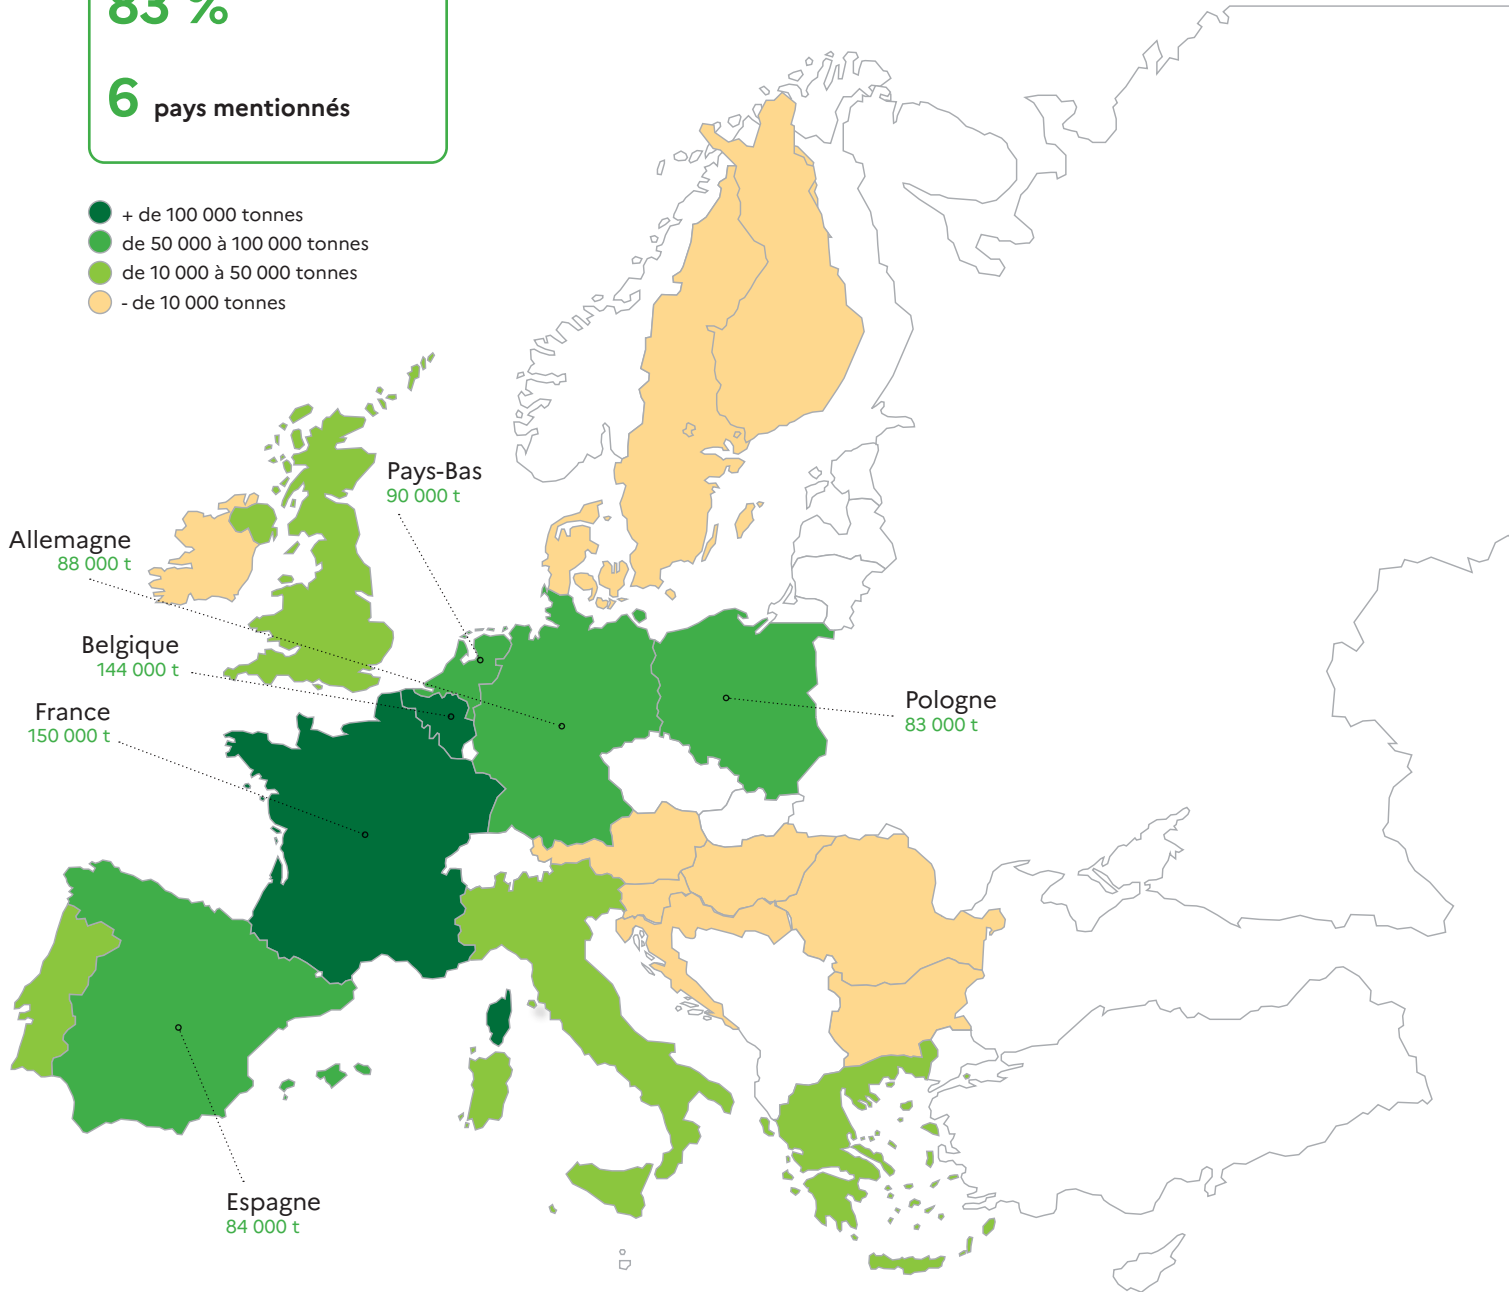 83 %
6 pays mentionnés
+ de 100 000 tonnes
de 50 000 à 100 000 tonnes
de 10 000 à 50 000 tonnes
- de 10 000 tonnes
Pays-Bas
90 000 t
Allemagne
88 000 t
Belgique
144 000 t
France
150 000 t
Pologne
83 000 t
Espagne
84 000 t